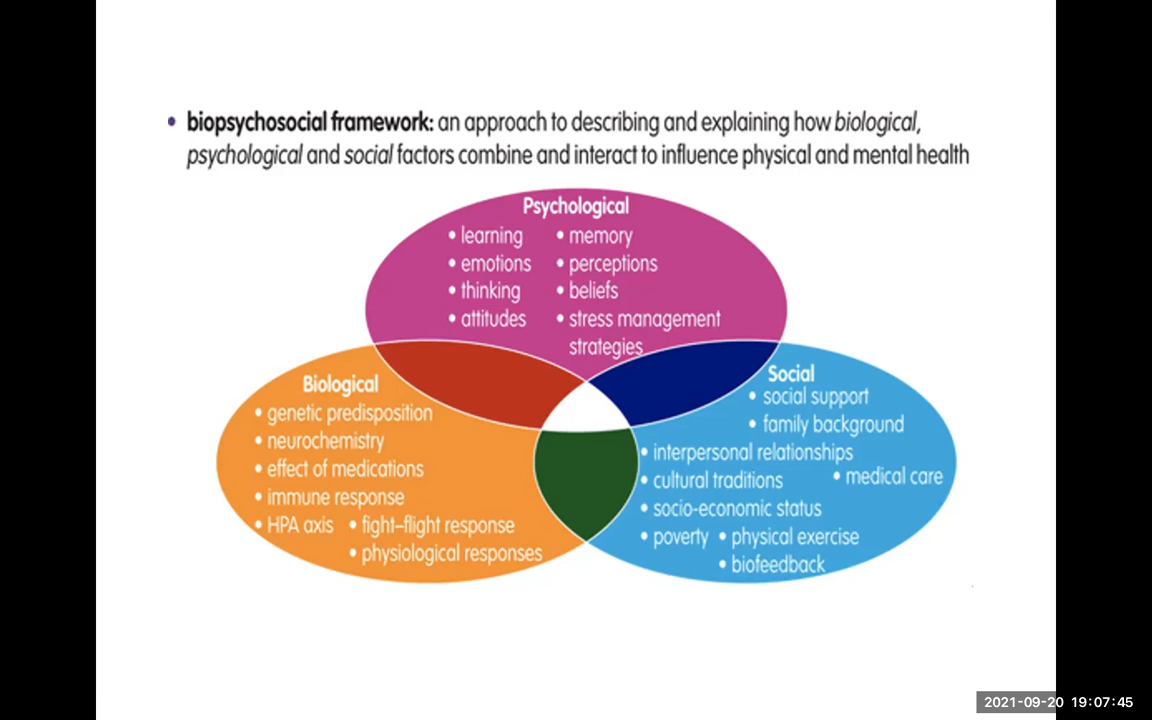 • biopsychosocial framework: an approach to describing and explaining how biological,
psychological and social factors combine and interact to influence physical and mental health
Psychological
• learning
• emotions
• thinking
• attitudes
• memory
• perceptions
• beliefs
• stress management
strategies
Biological
• genetic predisposition
• neurochemistry
• effect of medications
• immune response
• HPA axis • fight–flight response
• physiological responses
Social
• social support
• family background
• interpersonal relationships
• cultural traditions • medical care
• socio-economic status
• poverty • physical exercise
• biofeedback
2021-09-20 19:07:45